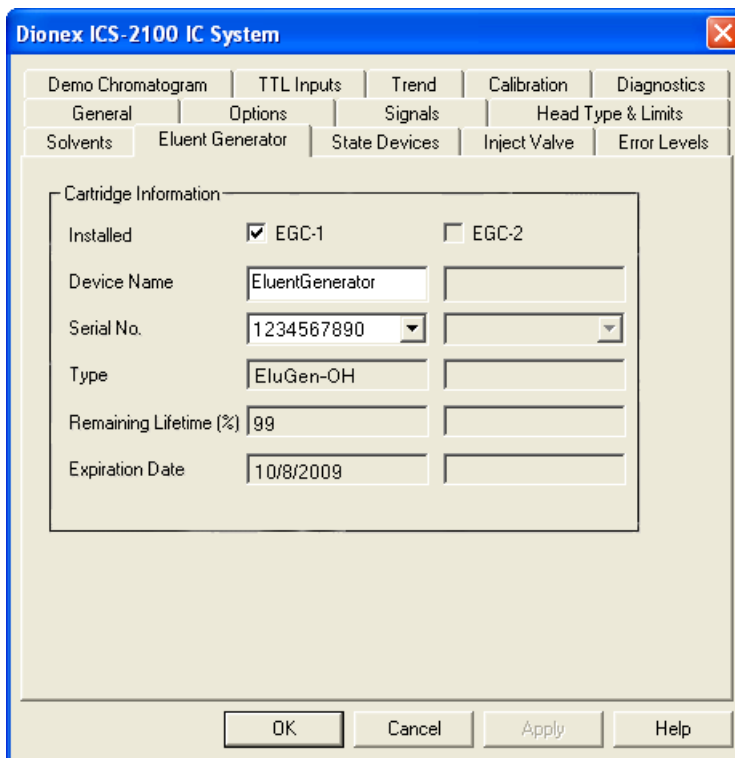 Dionex ICS-2100 IC System
Demo Chromatogram TTL Inputs Trend Calibration Diagnostics
General Options Signals Head Type & Limits
Solvents Eluent Generator State Devices Inject Valve Error Levels
Cartridge Information
Installed EGC-1 EGC-2
Device Name EluentGenerator
Serial No. 1234567890
Type EluGen-OH
Remaining Lifetime (%) 99
Expiration Date 10/8/2009
OK Cancel Apply Help